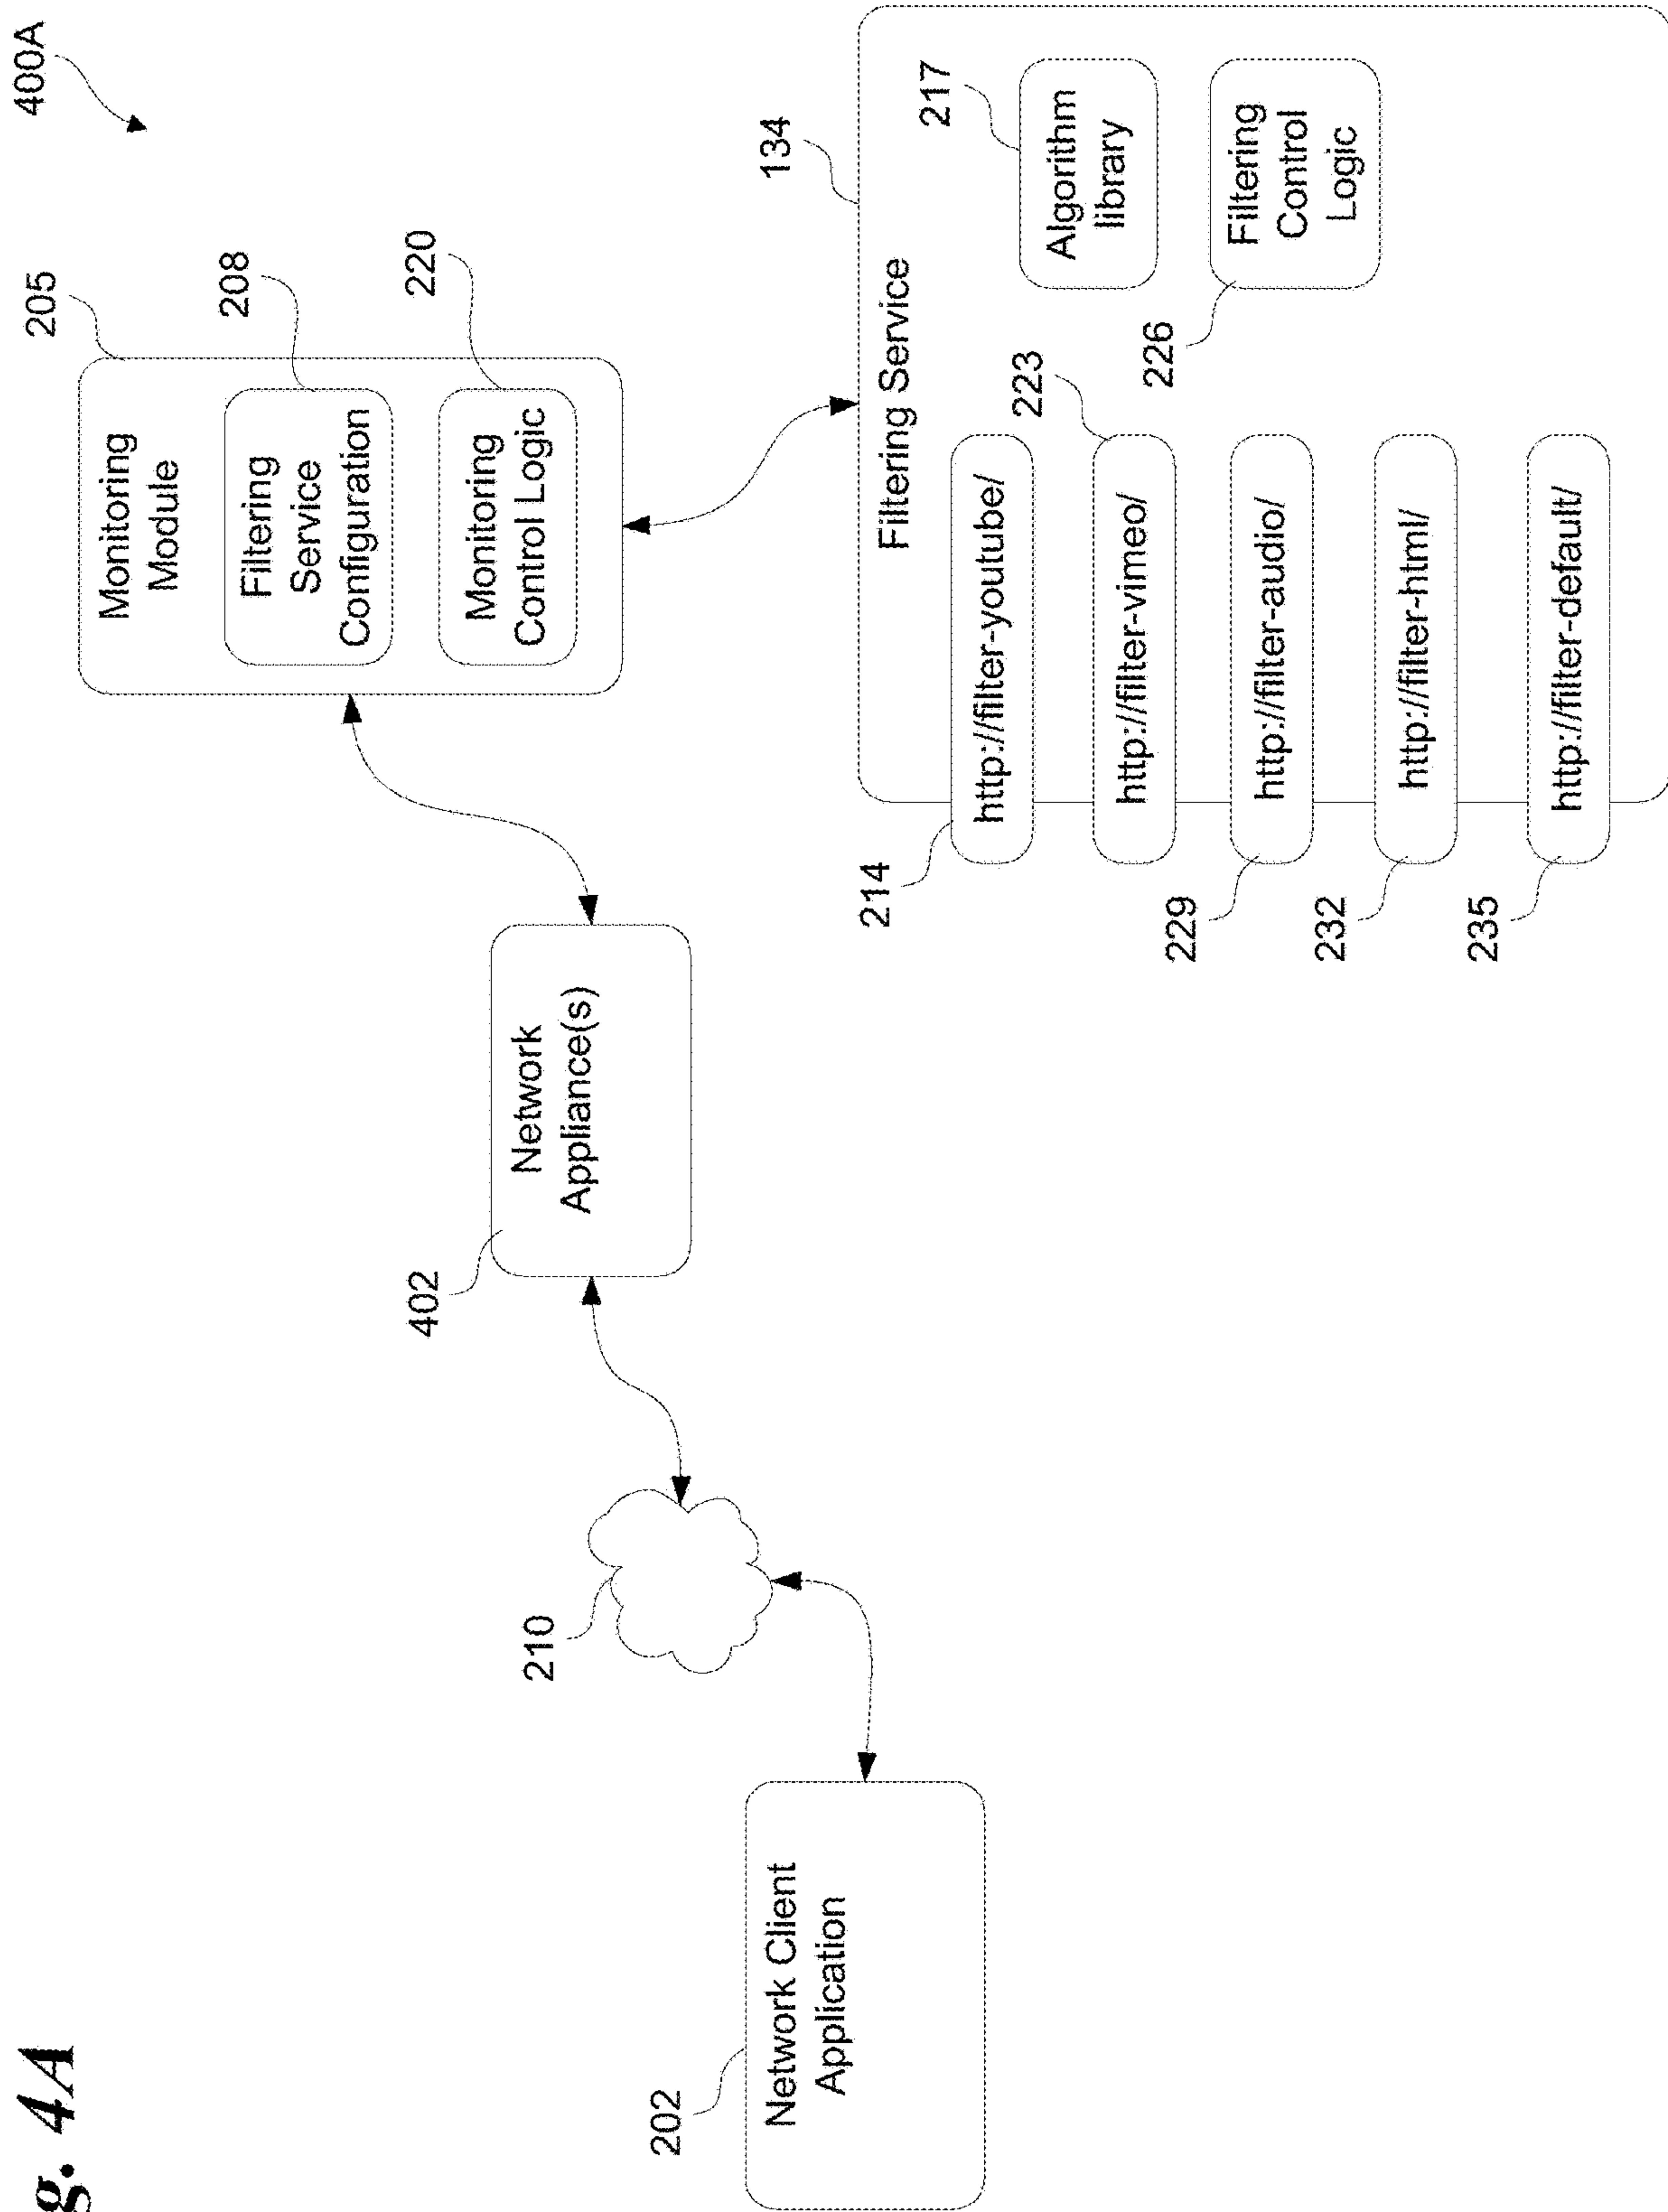 g. 4A
400A
205
Monitoring
Module
208
Filtering
Service
Configuration
220
Monitoring
Control Logic
402
Network
Appliance(s)
210
202
Network Client
Application
134
Filtering Service
214
http://filter-youtube/
223
http://filter-vimeo/
229
http://filter-audio/
232
http://filter-html/
235
http://filter-default/
217
Algorithm
library
226
Filtering
Control
Logic